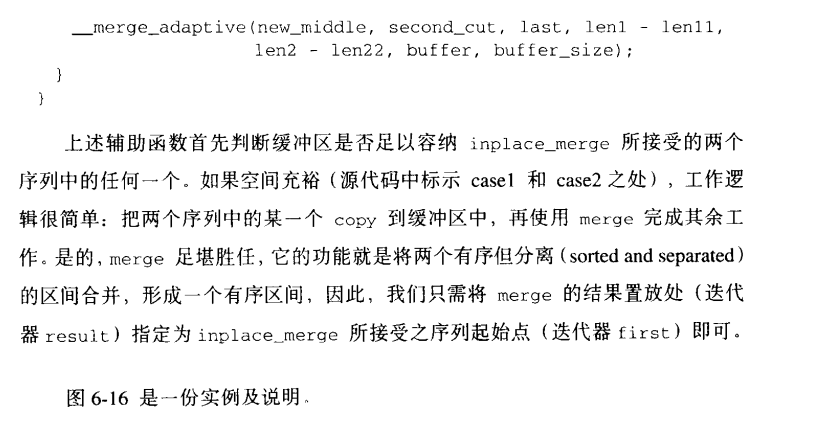 __merge_adaptive(new_middle, second_cut, last, len1 - len11,
len2 - len22, buffer, buffer_size);
}
}
上述辅助函数首先判断缓冲区是否足以容纳 inplace_merge 所接受的两个
序列中的任何一个。如果空间充裕（源代码中标示 case1 和 case2 之处），工作逻
辑很简单：把两个序列中的某一个 copy 到缓冲区中，再使用 merge 完成其余工
作。是的，merge 足堪胜任，它的功能就是将两个有序但分离（sorted and separated）
的区间合并，形成一个有序区间，因此，我们只需将 merge 的结果置放处（迭代
器 result）指定为 inplace_merge 所接受之序列起始点（迭代器 first）即可。
图 6-16 是一份实例及说明。